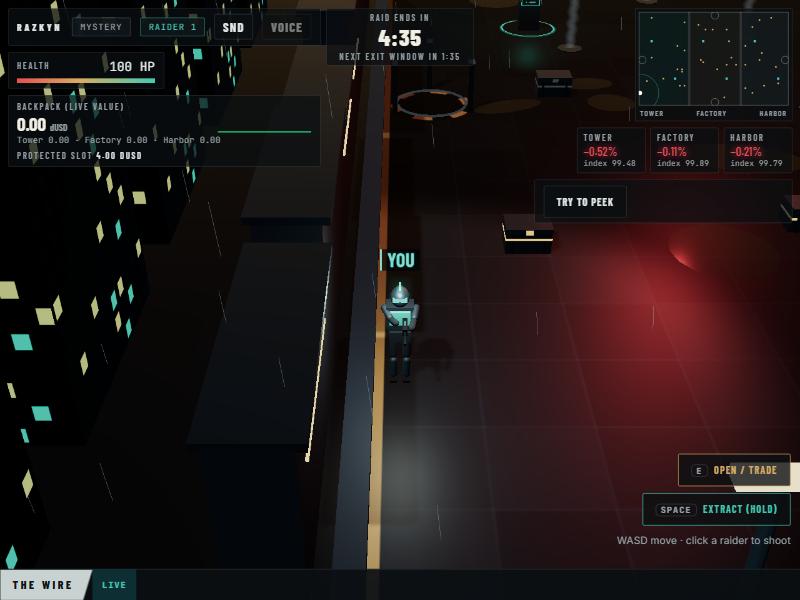 RAZKYN MYSTERY RAIDER 1 SND VOICE
RAID ENDS IN
4:35
NEXT EXIT WINDOW IN 1:35
HEALTH 100 HP
BACKPACK (LIVE VALUE)
0.00 dUSD
Tower 0.00 · Factory 0.00 · Harbor 0.00
PROTECTED SLOT 4.00 DUSD
TOWER FACTORY HARBOR
TOWER
-0.52%
index 99.48
FACTORY
-0.11%
index 99.89
HARBOR
-0.21%
index 99.79
TRY TO PEEK
YOU
E OPEN / TRADE
SPACE EXTRACT (HOLD)
WASD move · click a raider to shoot
THE WIRE LIVE